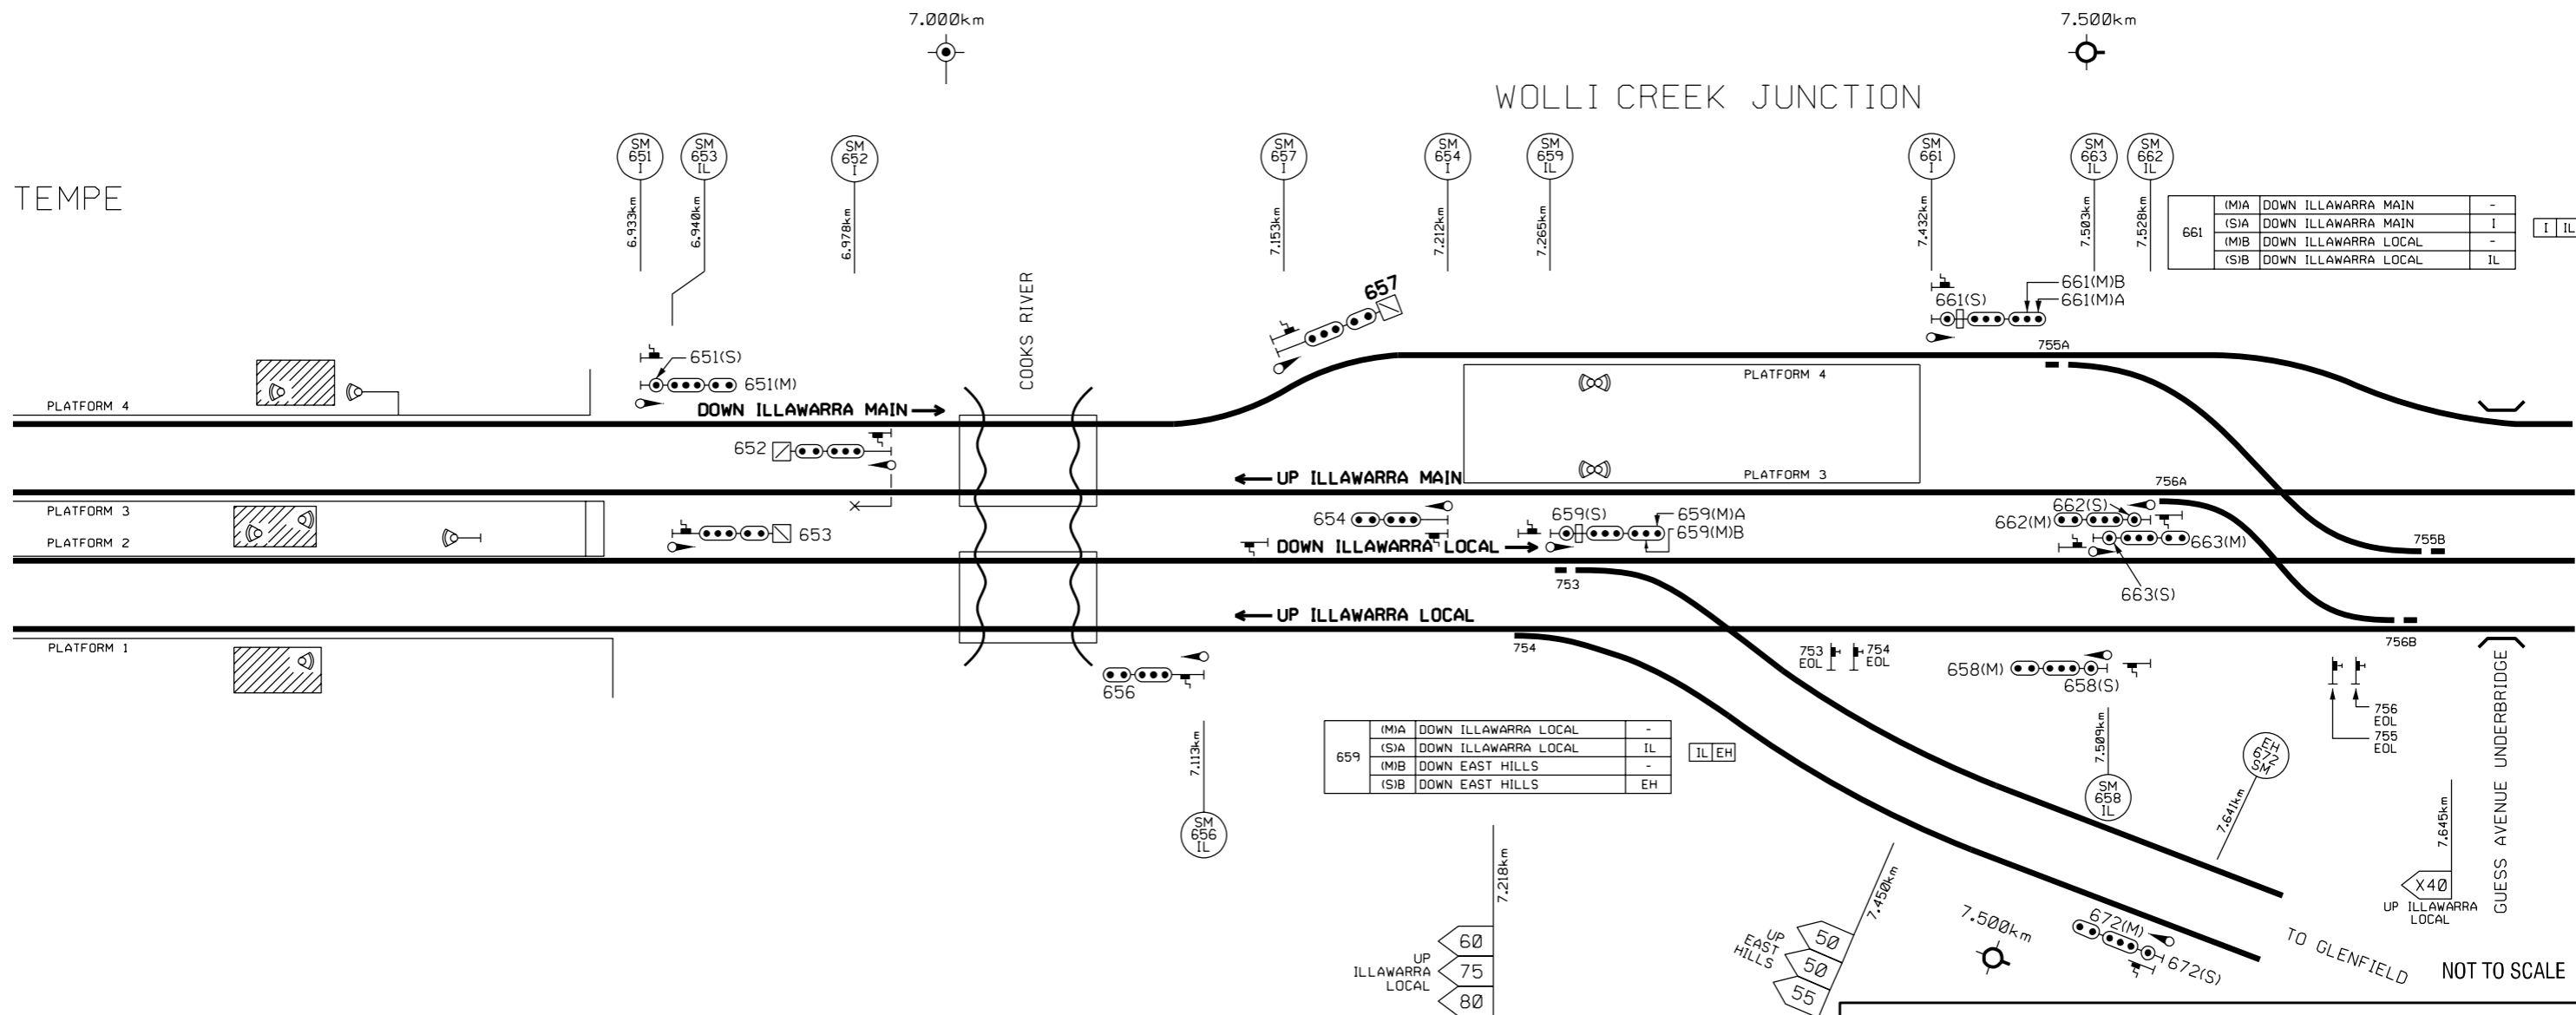 7.000km
7.500km
WOLLI CREEK JUNCTION
TEMPE
SM
651
I
SM
653
IL
SM
652
I
SM
657
I
SM
654
I
SM
659
IL
SM
661
I
SM
663
IL
SM
662
IL
6.933km
6.940km
6.978km
7.153km
7.212km
7.265km
7.432km
7.503km
7.528km
661
(M)A DOWN ILLAWARRA MAIN -
(S)A DOWN ILLAWARRA MAIN I
(M)B DOWN ILLAWARRA LOCAL -
(S)B DOWN ILLAWARRA LOCAL IL
I IL
COOKS RIVER
657
661(S)
661(M)B
661(M)A
651(S)
651(M)
755A
PLATFORM 4
PLATFORM 4
DOWN ILLAWARRA MAIN
652
UP ILLAWARRA MAIN
PLATFORM 3
756A
PLATFORM 3
653
654
659(S)
659(M)A
659(M)B
662(S)
662(M)
663(M)
PLATFORM 2
DOWN ILLAWARRA LOCAL
755B
753
663(S)
UP ILLAWARRA LOCAL
PLATFORM 1
754
753
EOL
754
EOL
756B
656
658(M)
658(S)
756
EOL
755
EOL
GUESS AVENUE UNDERBRIDGE
659
(M)A DOWN ILLAWARRA LOCAL -
(S)A DOWN ILLAWARRA LOCAL IL
(M)B DOWN EAST HILLS -
(S)B DOWN EAST HILLS EH
IL EH
7.113km
SM
656
IL
7.509km
SM
658
IL
EH
672
SM
7.641km
7.645km
X40
UP ILLAWARRA
LOCAL
7.218km
60
75
80
UP
ILLAWARRA
LOCAL
7.450km
UP
EAST
HILLS
50
50
55
7.500km
672(M)
672(S)
TO GLENFIELD
NOT TO SCALE